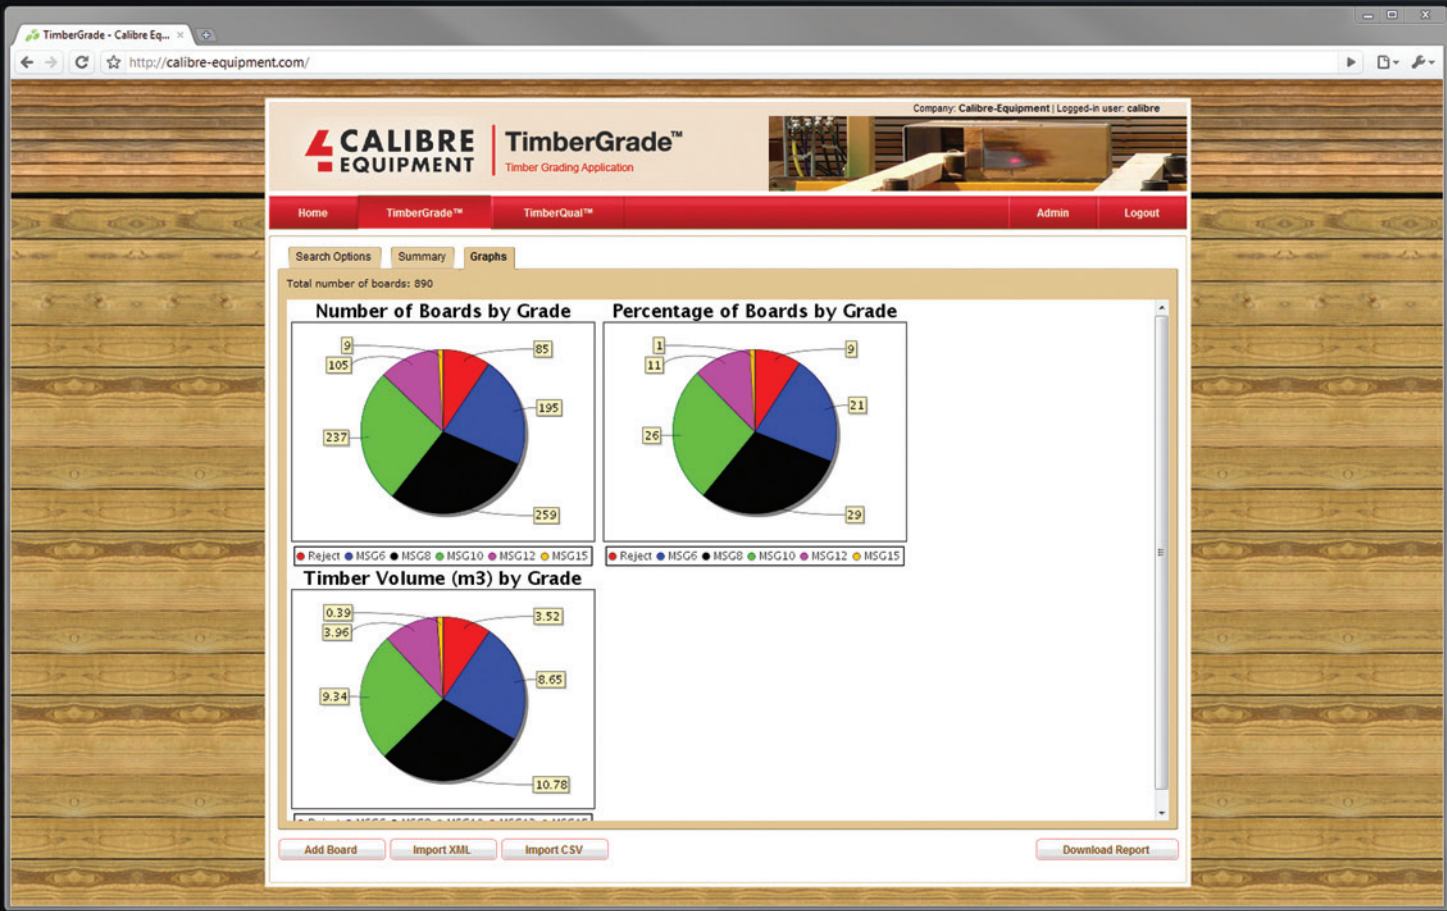 TimberGrade - Calibre Eq...
http://calibre-equipment.com/
Company: Calibre-Equipment | Logged-in user: calibre
CALIBRE
EQUIPMENT
TimberGrade™
Timber Grading Application
Home TimberGrade™ TimberQual™ Admin Logout
Search Options Summary Graphs
Total number of boards: 890
Number of Boards by Grade
9
105
85
195
237
259
Reject MSG6 MSG8 MSG10 MSG12 MSG15
Percentage of Boards by Grade
1
11
9
21
26
29
Reject MSG6 MSG8 MSG10 MSG12 MSG15
Timber Volume (m3) by Grade
0.39
3.96
3.52
8.65
9.34
10.78
Add Board Import XML Import CSV Download Report